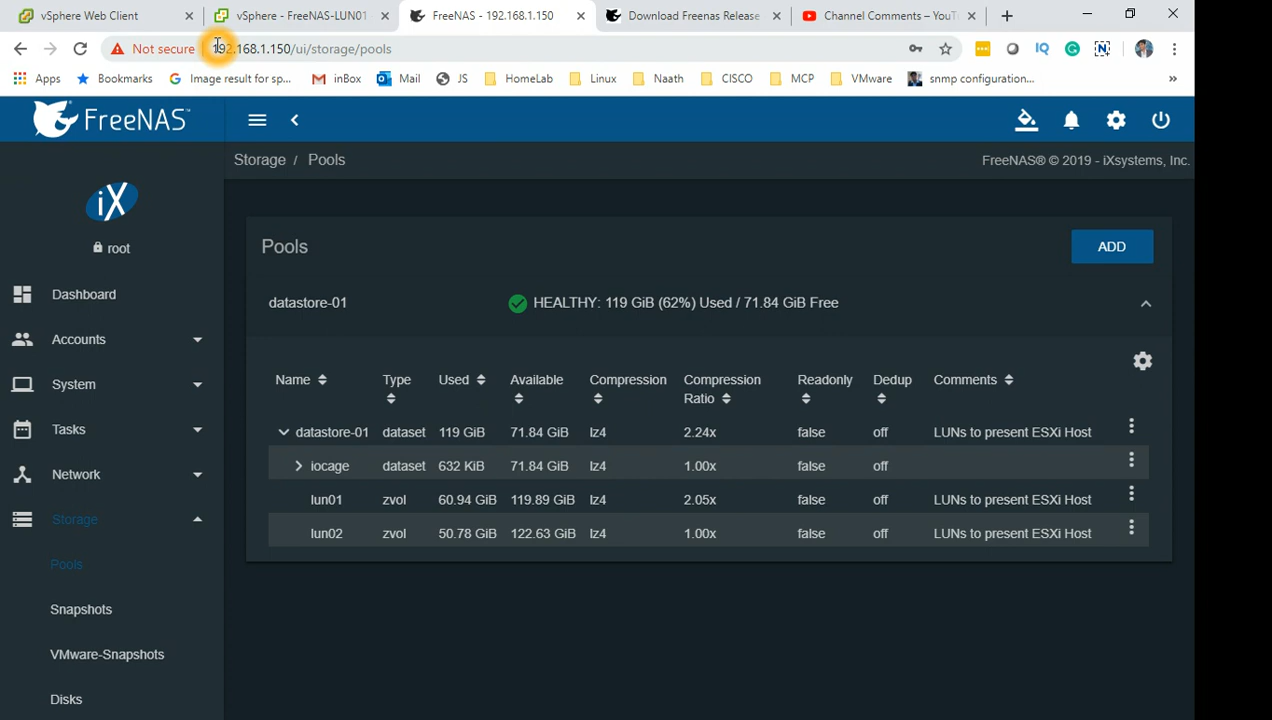 vSphere Web Client
vSphere - FreeNAS-LUN01 -
FreeNAS - 192.168.1.150
Download Freenas Release
Channel Comments – YouT
Not secure 192.168.1.150/ui/storage/pools
Apps Bookmarks Image result for sp... inBox Mail JS HomeLab Linux Naath CISCO MCP VMware snmp configuration... »
FreeNAS™
Storage / Pools
FreeNAS® © 2019 - iXsystems, Inc.
iX
root
Dashboard
Accounts
System
Tasks
Network
Storage
Pools
Snapshots
VMware-Snapshots
Disks
Pools
ADD
datastore-01 HEALTHY: 119 GiB (62%) Used / 71.84 GiB Free
Name Type Used Available Compression Compression Ratio Readonly Dedup Comments
datastore-01 dataset 119 GiB 71.84 GiB lz4 2.24x false off LUNs to present ESXi Host
iocage dataset 632 KiB 71.84 GiB lz4 1.00x false off
lun01 zvol 60.94 GiB 119.89 GiB lz4 2.05x false off LUNs to present ESXi Host
lun02 zvol 50.78 GiB 122.63 GiB lz4 1.00x false off LUNs to present ESXi Host